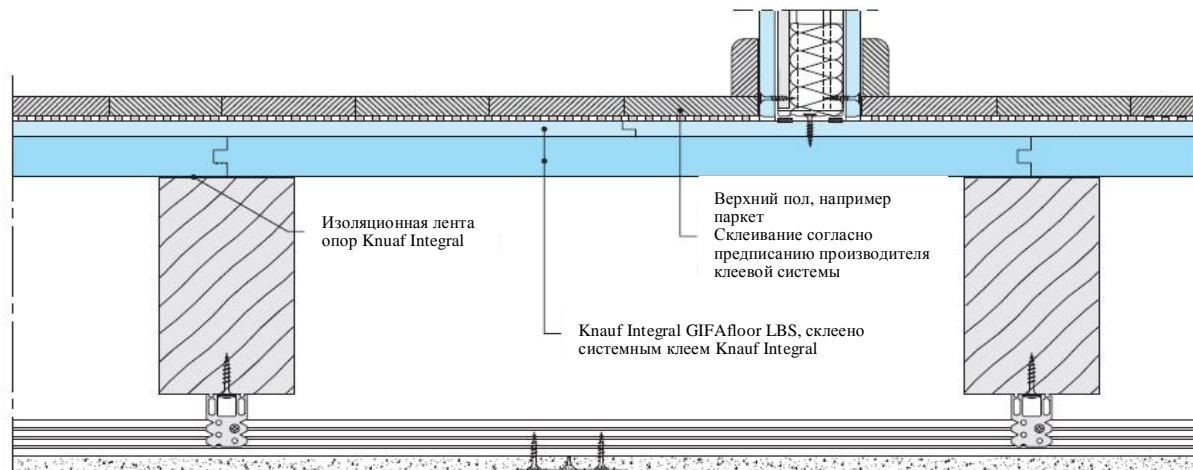 Изоляционная лента
опор Knuaf Integral
Верхний пол, например
паркет
Склеивание согласно
предписанию производителя
клеевой системы
Knauf Integral GIFAfloor LBS, склеено
системным клеем Knauf Integral